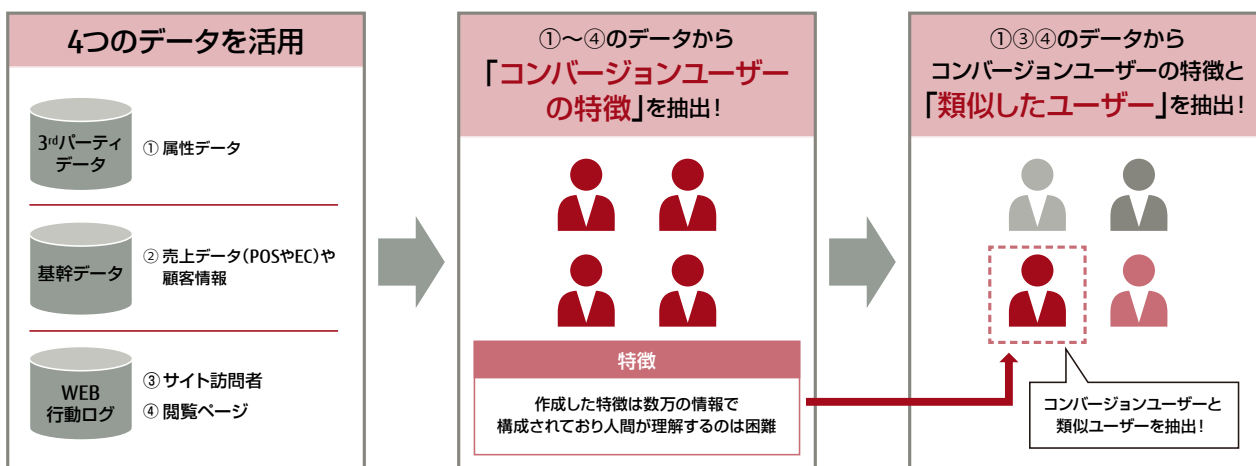 4つのデータを活用
3rdパーティ
データ
① 属性データ
基幹データ
② 売上データ(POSやEC)や
顧客情報
WEB
行動ログ
③ サイト訪問者
④ 閲覧ページ
①～④のデータから
「コンバージョンユーザー
の特徴」を抽出！
特徴
作成した特徴は数万の情報で
構成されており人間が理解するのは困難
①③④のデータから
コンバージョンユーザーの特徴と
「類似したユーザー」を抽出！
コンバージョンユーザーと
類似ユーザーを抽出！